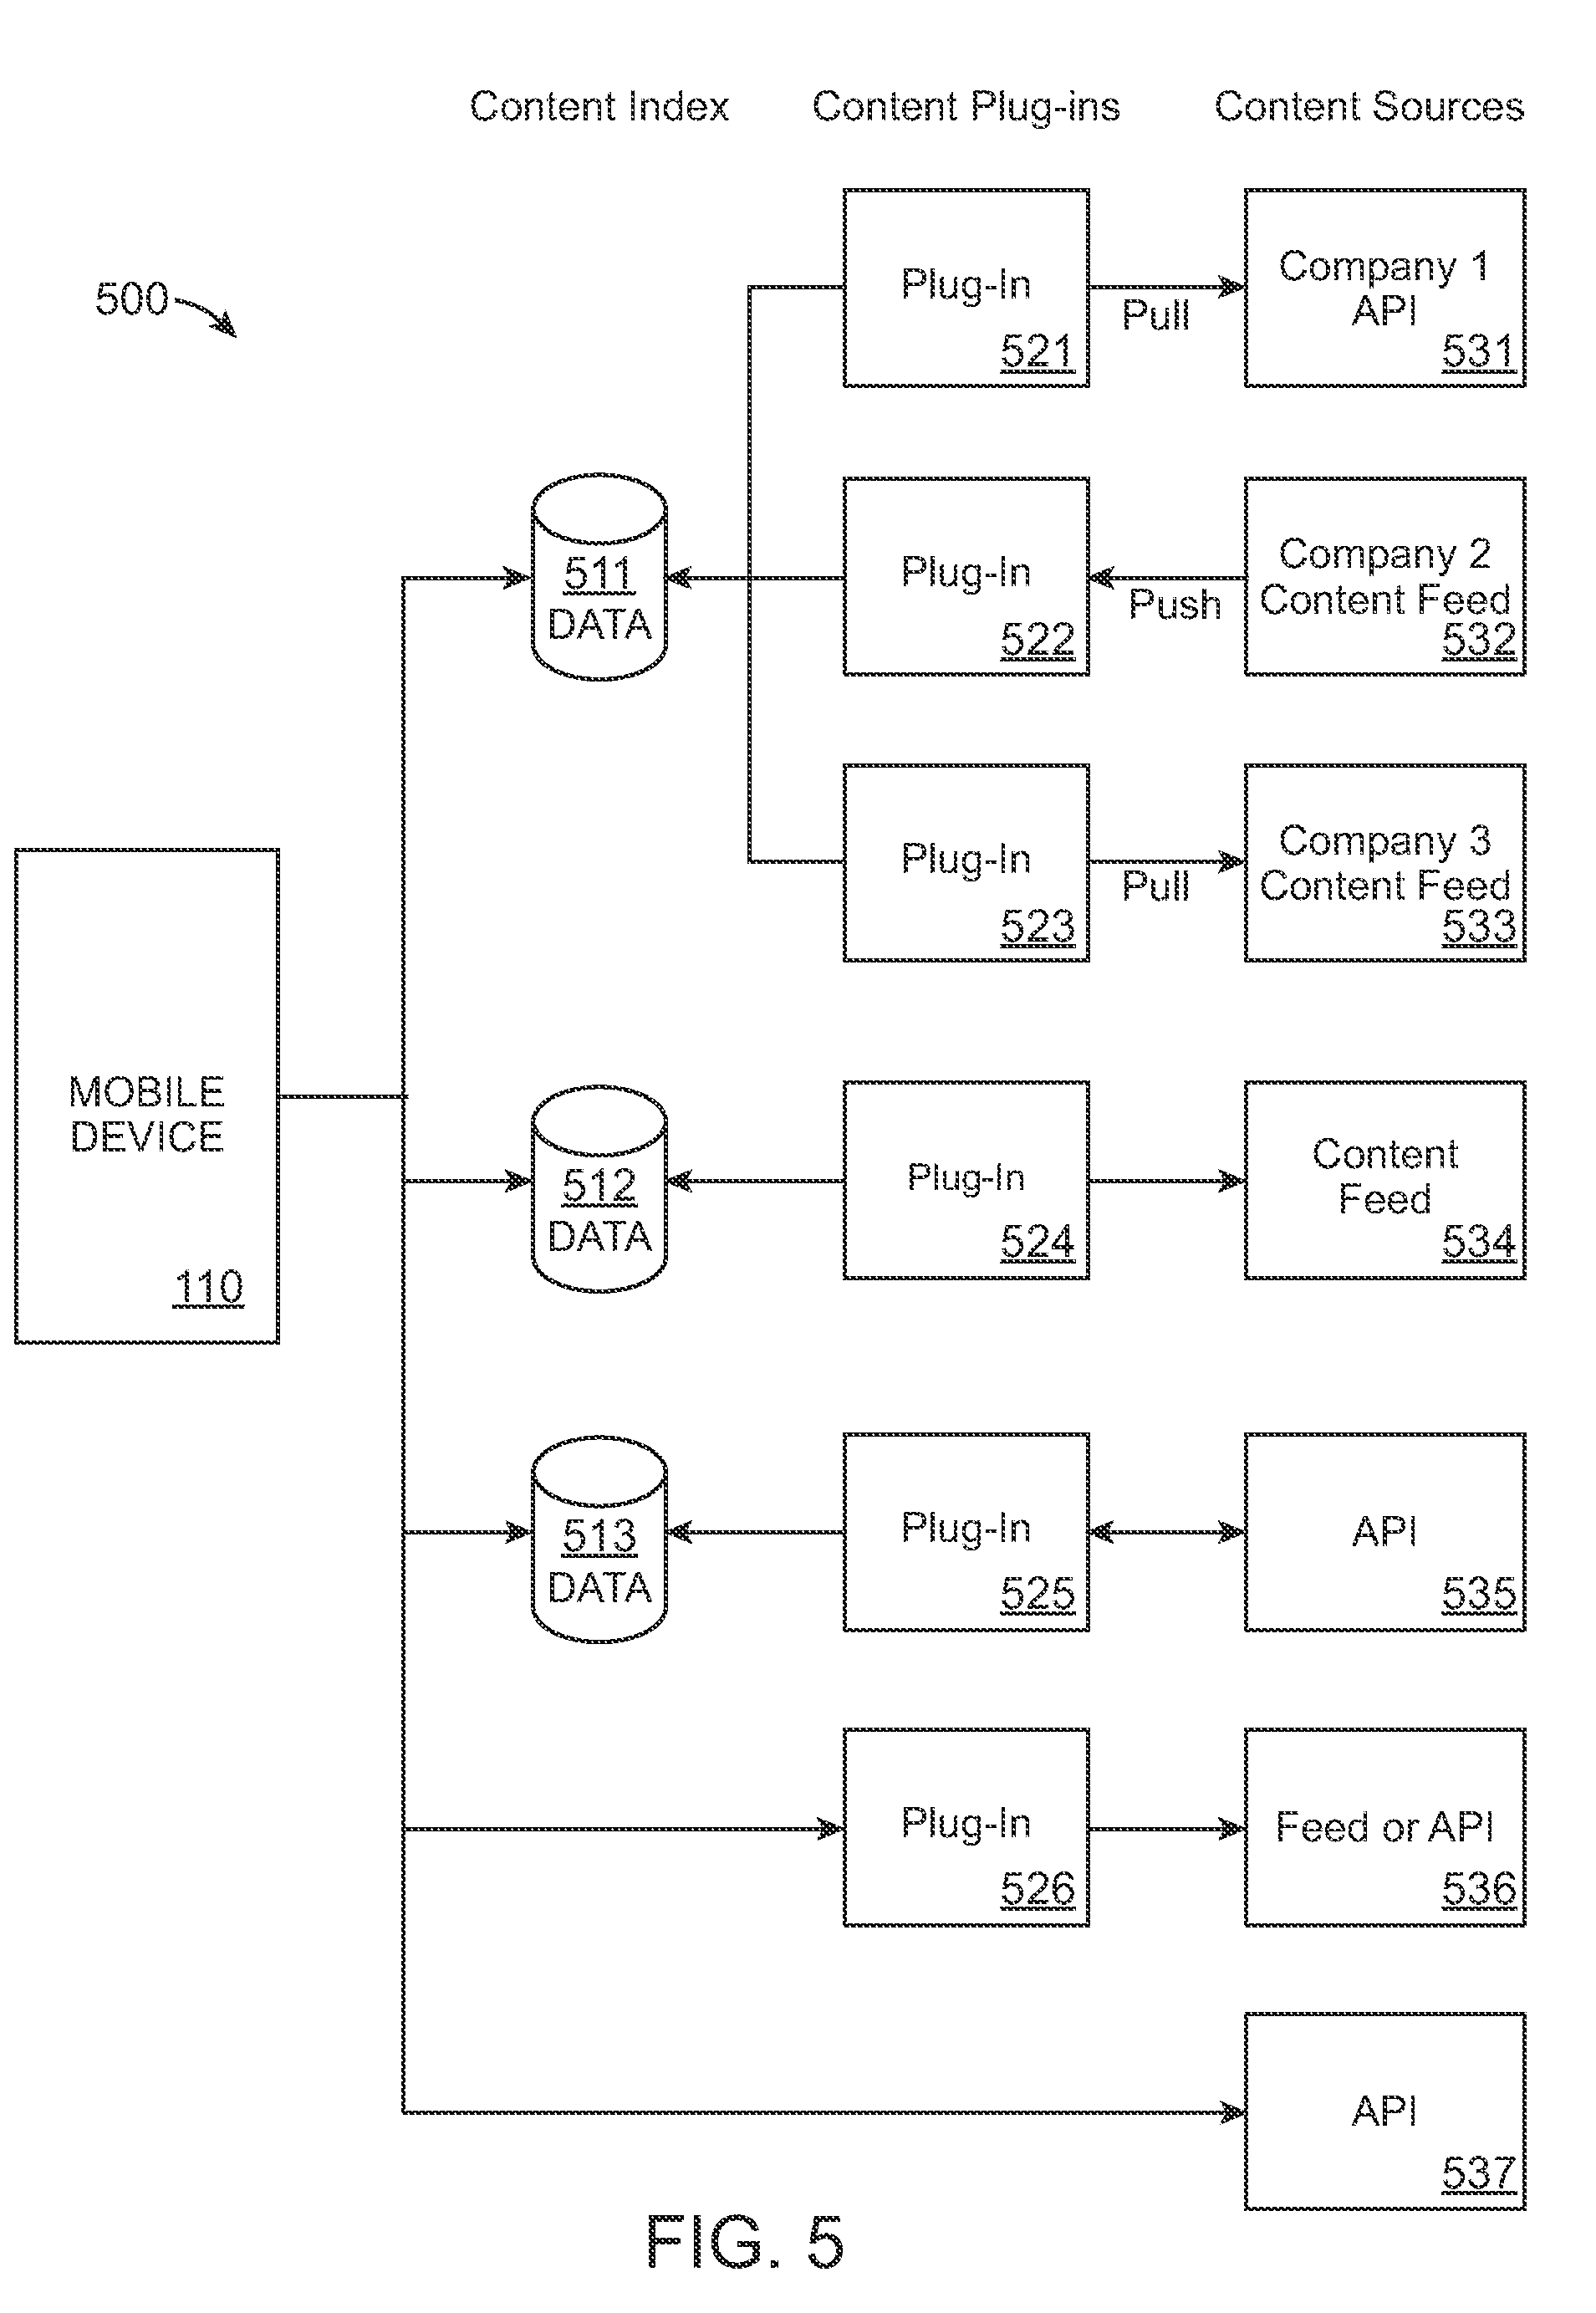 Content Index
Content Plug-ins
Content Sources
500
Plug-In
521
Pull
Company 1
API
531
511
DATA
Plug-In
522
Push
Company 2
Content Feed
532
Plug-In
523
Pull
Company 3
Content Feed
533
MOBILE
DEVICE
110
512
DATA
Plug-In
524
Content
Feed
534
513
DATA
Plug-In
525
API
535
Plug-In
526
Feed or API
536
API
537
FIG. 5